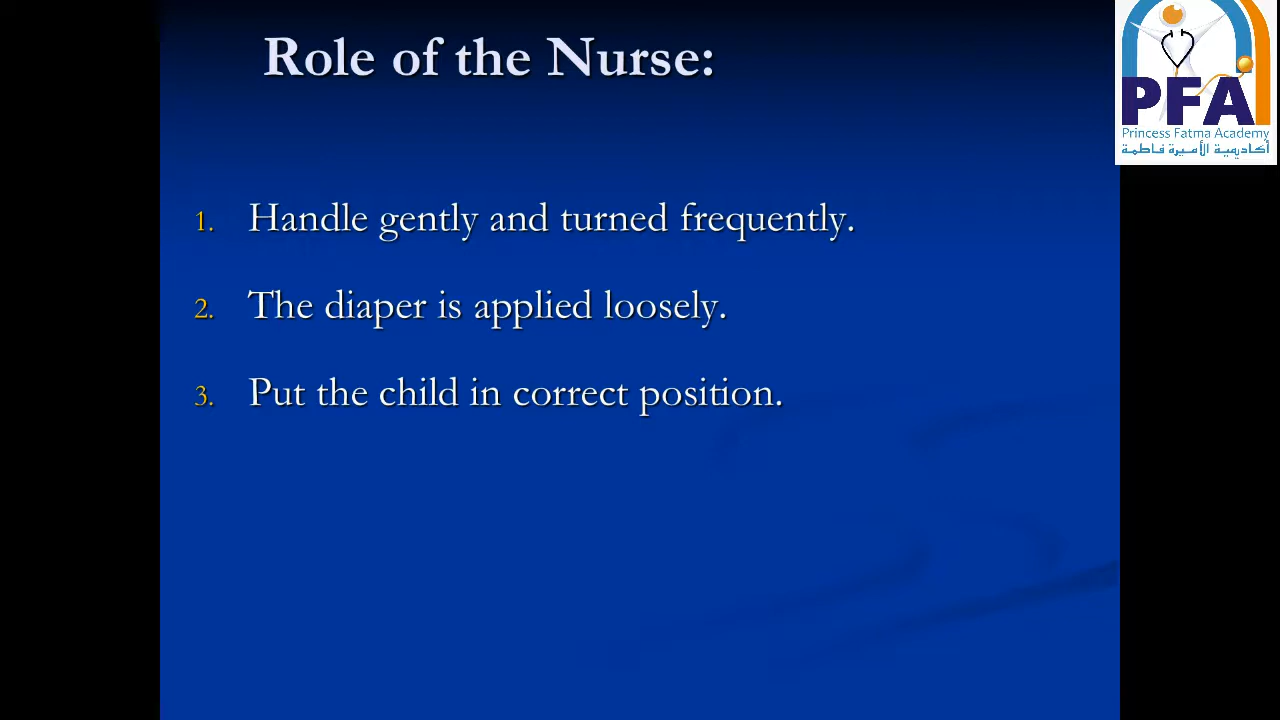 Role of the Nurse:
PFA
Princess Fatma Academy
أكاديمية الأميرة فاطمة
1. Handle gently and turned frequently.
2. The diaper is applied loosely.
3. Put the child in correct position.